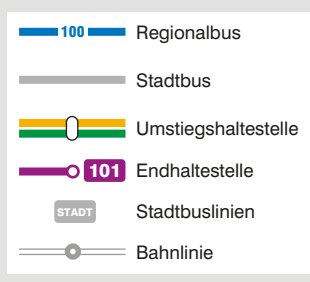 100 Regionalbus
Stadtbus
Umstiegshaltestelle
101 Endhaltestelle
STADT Stadtbuslinien
Bahnlinie